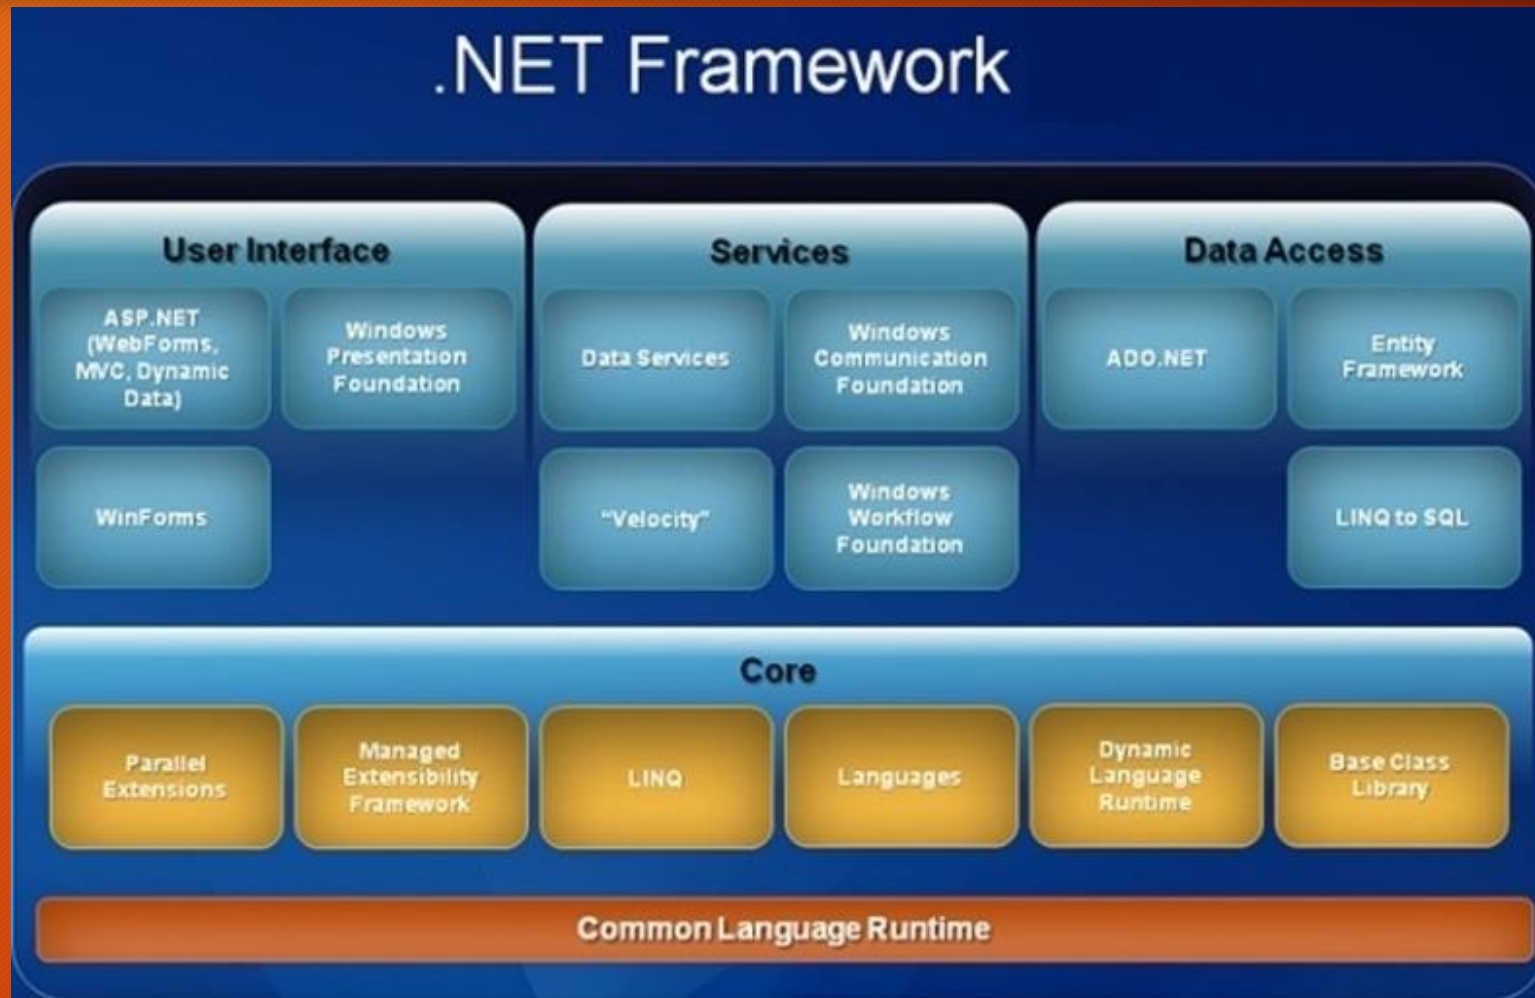 .NET Framework
User Interface
ASP.NET
(WebForms,
MVC, Dynamic
Data)
Windows
Presentation
Foundation
WinForms
Services
Data Services
Windows
Communication
Foundation
"Velocity"
Windows
Workflow
Foundation
Data Access
ADO.NET
Entity
Framework
LINQ to SQL
Core
Parallel
Extensions
Managed
Extensibility
Framework
LINQ
Languages
Dynamic
Language
Runtime
Base Class
Library
Common Language Runtime